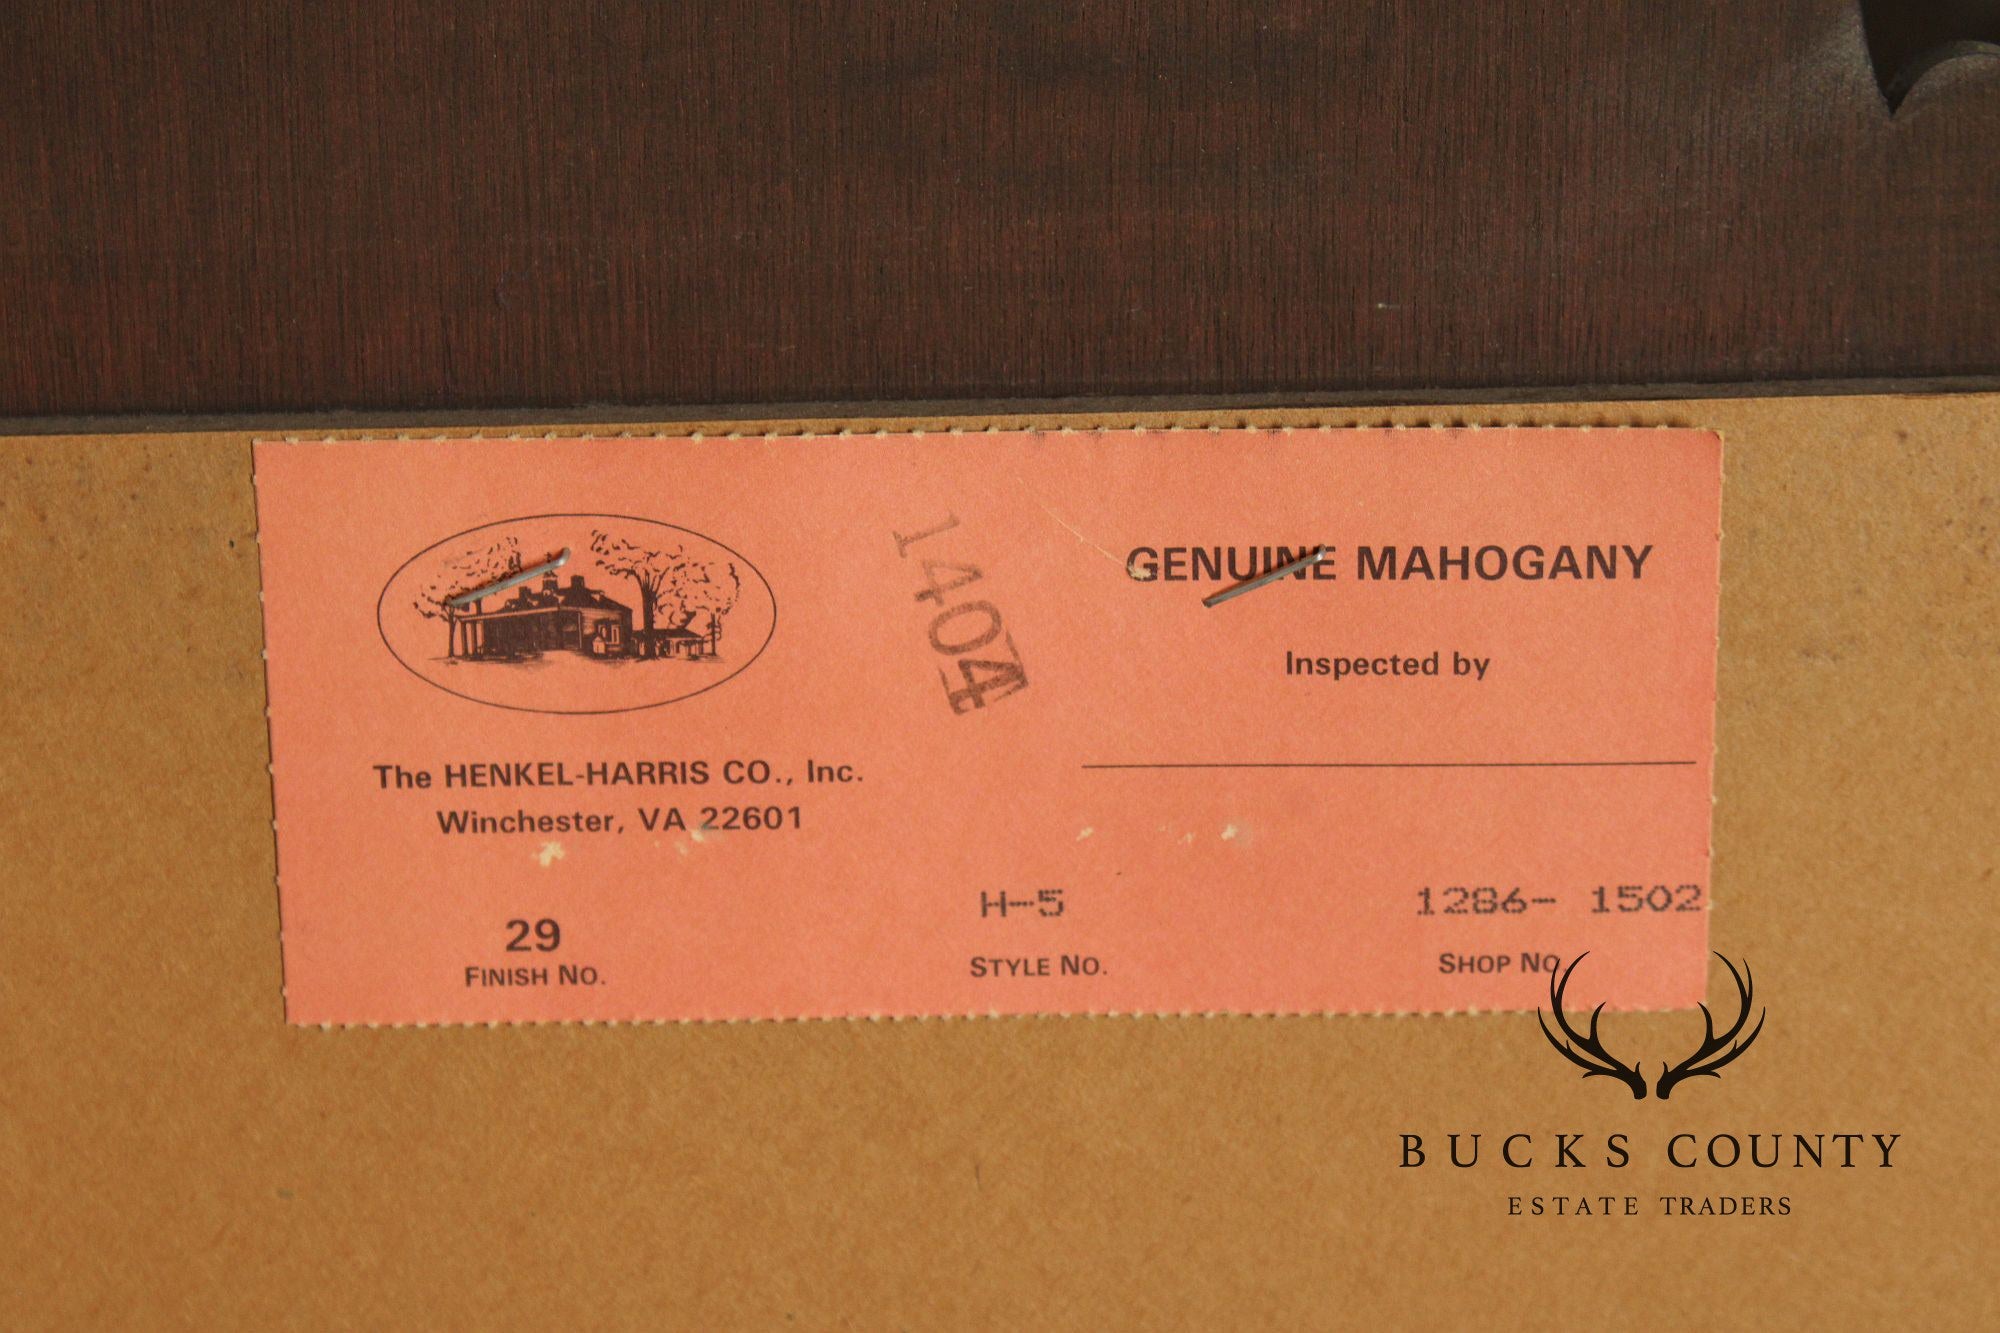 1404
GENUINE MAHOGANY
Inspected by
The HENKEL-HARRIS CO., Inc.
Winchester, VA 22601
29
FINISH NO.
H-5
STYLE NO.
1286- 1502
SHOP NO.
BUCKS COUNTY
ESTATE TRADERS